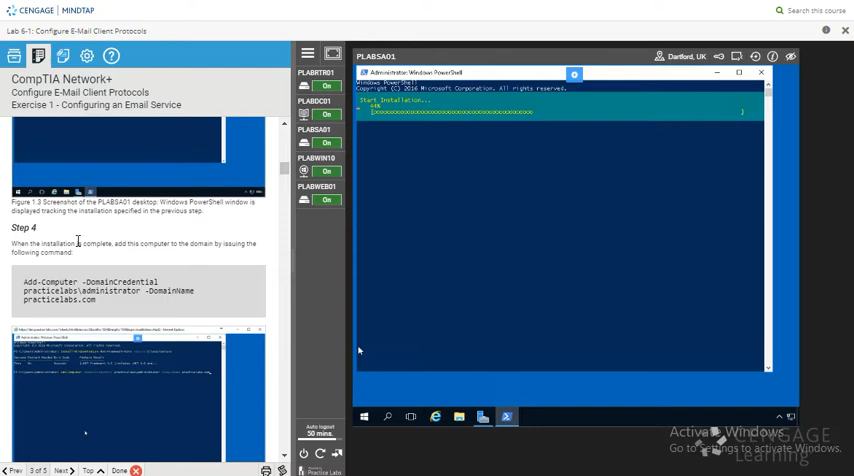 CENGAGE | MINDTAP
Search this course
Lab 6-1: Configure E-Mail Client Protocols
CompTIA Network+
Configure E-Mail Client Protocols
Exercise 1 - Configuring an Email Service
Figure 1.3 Screenshot of the PLABSA01 desktop: Windows PowerShell window is
displayed tracking the installation specified in the previous step.
Step 4
When the installation is complete, add this computer to the domain by issuing the
following command:
Add-Computer -DomainCredential
practicelabs\administrator -DomainName
practicelabs.com
Prev 3 of 5 Next Top Done
PLABRTR01
On
PLABDC01
On
PLABSA01
On
PLABWIN10
On
PLABWEB01
On
Auto logout
50 mins.
Practice Labs
PLABSA01
Dartford, UK
Administrator: Windows PowerShell
Windows PowerShell
Copyright (C) 2016 Microsoft Corporation. All rights reserved.
Start Installation...
44%
Activate Windows
Go to Settings to activate Windows.
CENGAGE
Learning